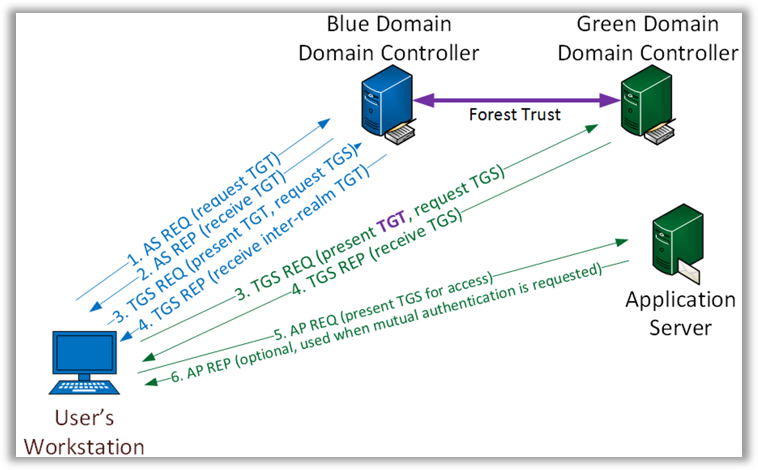 Blue Domain
Domain Controller
Green Domain
Domain Controller
Forest Trust
1. AS REQ (request TGT)
2. AS REP (receive TGT)
3. TGS REQ (present TGT, request TGS)
4. TGS REP (receive inter-realm TGT)
3. TGS REQ (present TGT, request TGS)
4. TGS REP (receive TGS)
5. AP REQ (present TGS for access)
6. AP REP (optional, used when mutual authentication is requested)
Application
Server
User's
Workstation